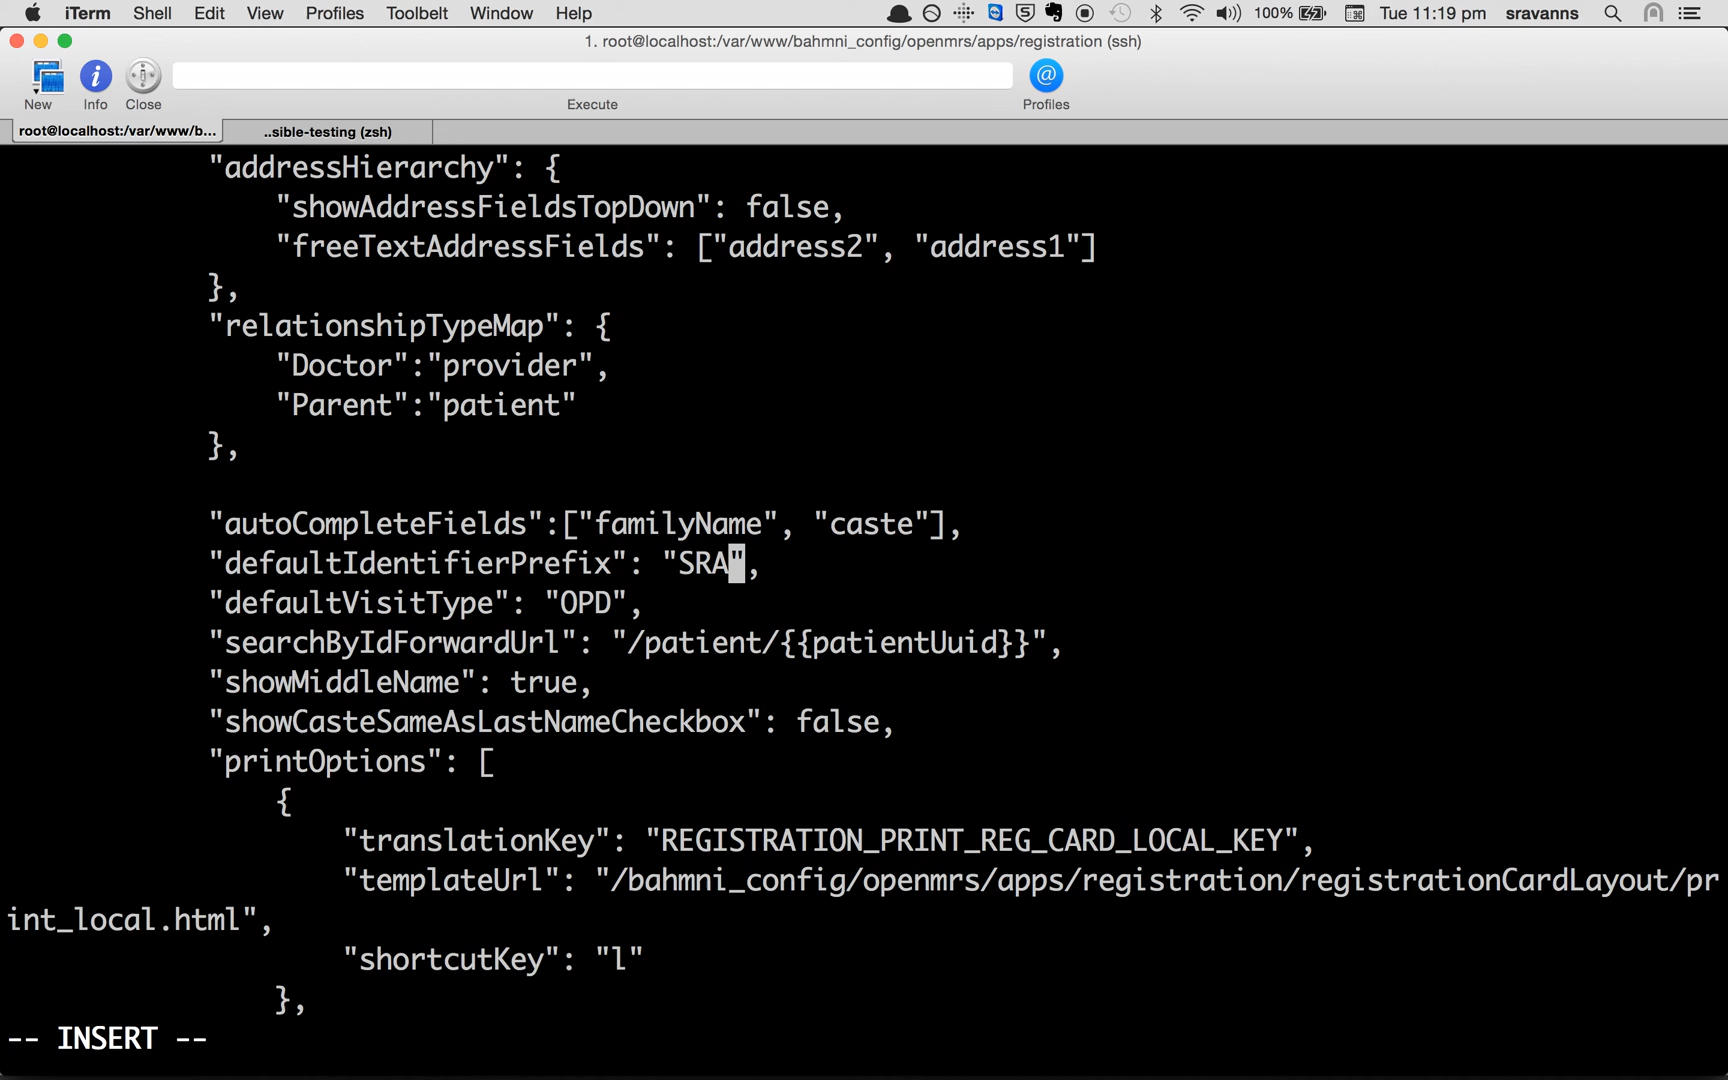 iTerm Shell Edit View Profiles Toolbelt Window Help 100% Tue 11:19 pm sravanns
1. root@localhost:/var/www/bahmni_config/openmrs/apps/registration (ssh)
New Info Close Execute Profiles
root@localhost:/var/www/b... ..sible-testing (zsh)
"addressHierarchy": {
"showAddressFieldsTopDown": false,
"freeTextAddressFields": ["address2", "address1"]
},
"relationshipTypeMap": {
"Doctor":"provider",
"Parent":"patient"
},
"autoCompleteFields":["familyName", "caste"],
"defaultIdentifierPrefix": "SRA",
"defaultVisitType": "OPD",
"searchByIdForwardUrl": "/patient/{{patientUuid}}",
"showMiddleName": true,
"showCasteSameAsLastNameCheckbox": false,
"printOptions": [
{
"translationKey": "REGISTRATION_PRINT_REG_CARD_LOCAL_KEY",
"templateUrl": "/bahmni_config/openmrs/apps/registration/registrationCardLayout/pr
int_local.html",
"shortcutKey": "l"
},
-- INSERT --